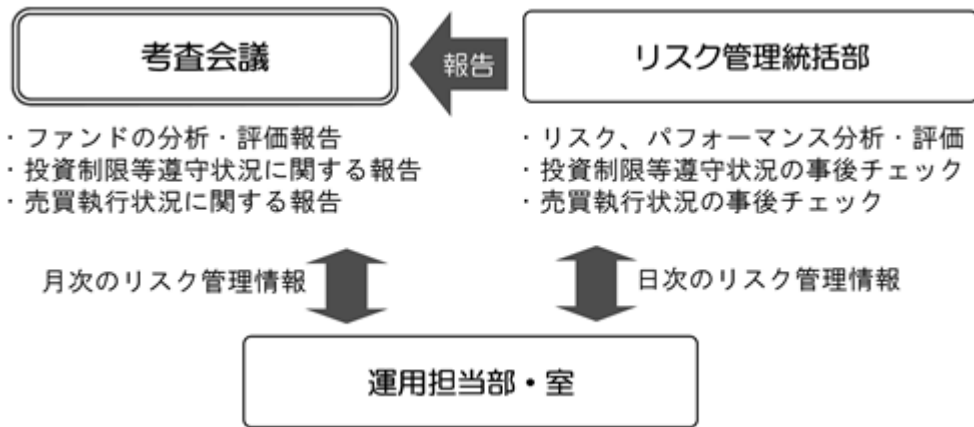 考査会議
報告
リスク管理統括部
・ファンドの分析・評価報告
・投資制限等遵守状況に関する報告
・売買執行状況に関する報告
・リスク、パフォーマンス分析・評価
・投資制限等遵守状況の事後チェック
・売買執行状況の事後チェック
月次のリスク管理情報
日次のリスク管理情報
運用担当部・室